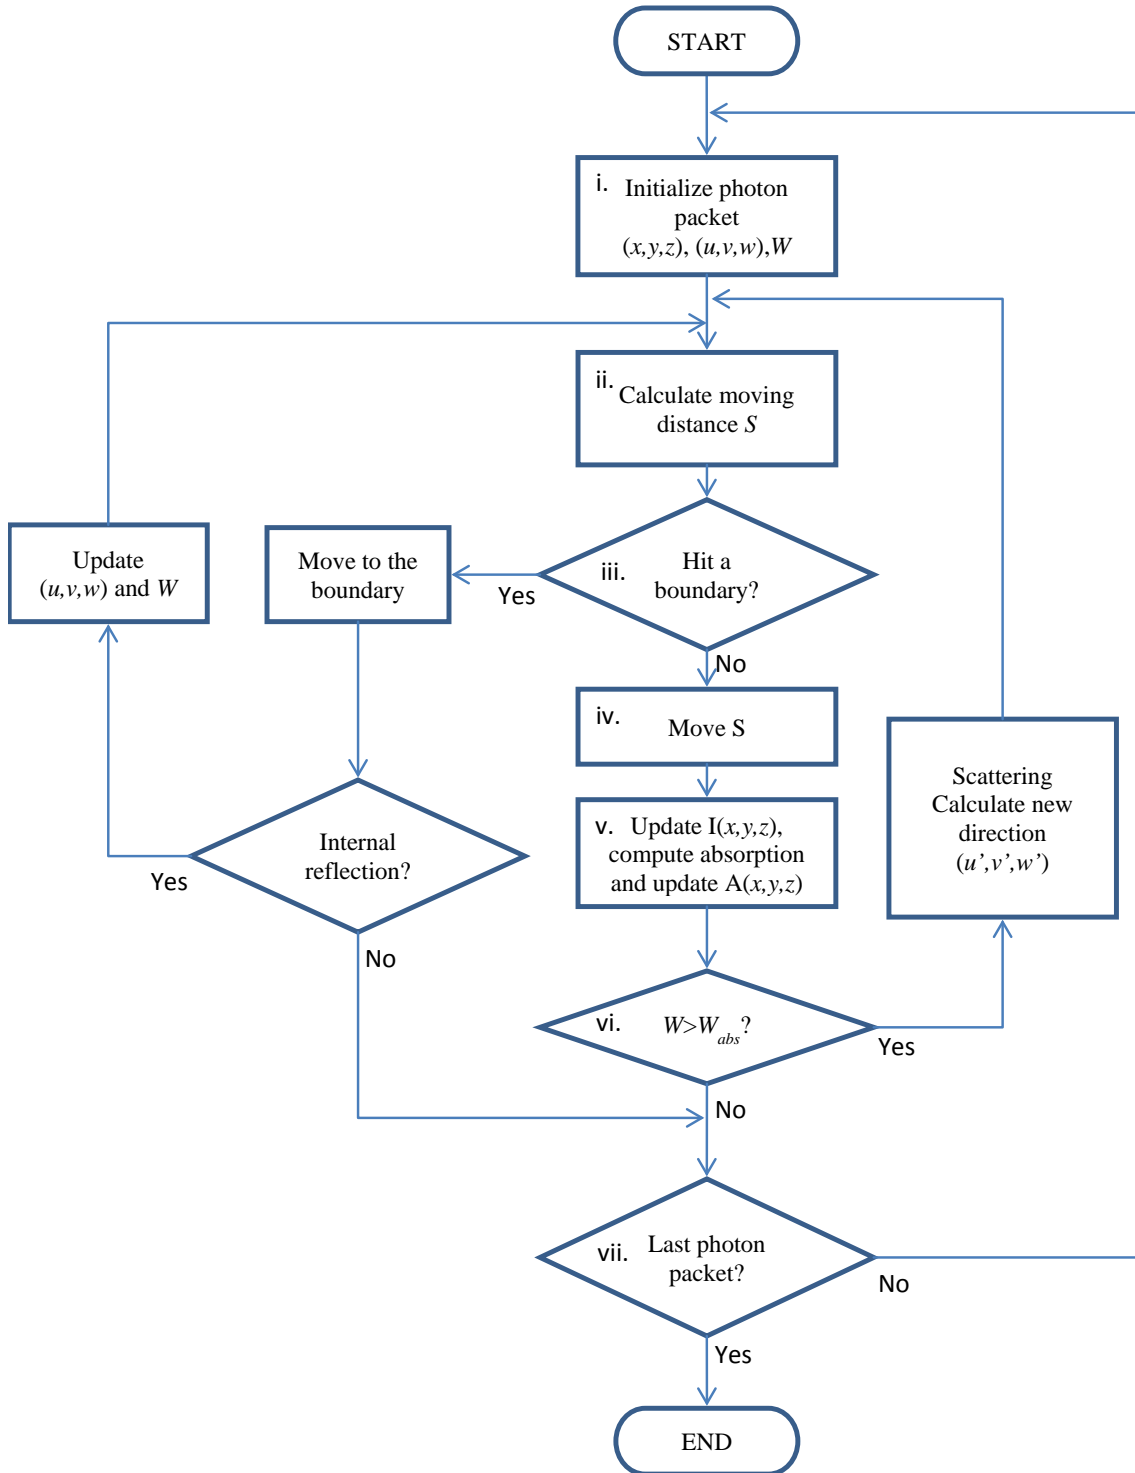 START
i. Initialize photon
packet
(x,y,z), (u,v,w),W
ii. Calculate moving
distance S
Update
(u,v,w) and W
Move to the
boundary
iii. Hit a
boundary?
Yes
No
iv. Move S
Scattering
Calculate new
direction
(u’,v’,w’)
v. Update I(x,y,z),
compute absorption
and update A(x,y,z)
Internal
reflection?
Yes
No
vi. W>Wabs?
Yes
No
vii. Last photon
packet?
No
Yes
END